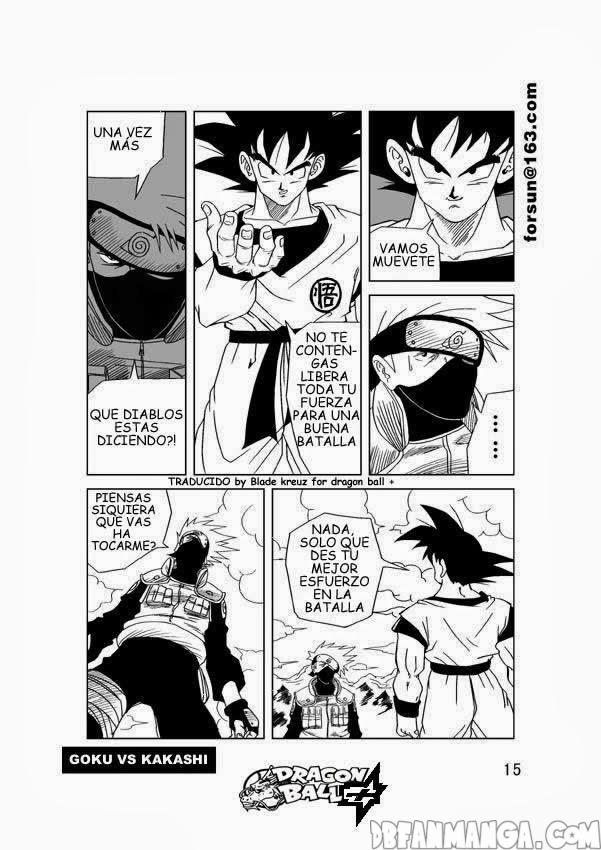 forsun@163.com
UNA VEZ
MÁS
QUE DIABLOS
ESTAS
DICIENDO?!
悟
NO TE
CONTEN-
GAS
LIBERA
TODA TU
FUERZA
PARA UNA
BUENA
BATALLA
VAMOS
MUEVETE
... ...
TRADUCIDO by Blade kreuz for dragon ball +
PIENSAS
SIQUIERA
QUE VAS
HA
TOCARME?
NADA,
SOLO QUE
DES TU
MEJOR
ESFUERZO
EN LA
BATALLA
GOKU VS KAKASHI
DRAGON
BALL
15
DBFANMANGA.COM